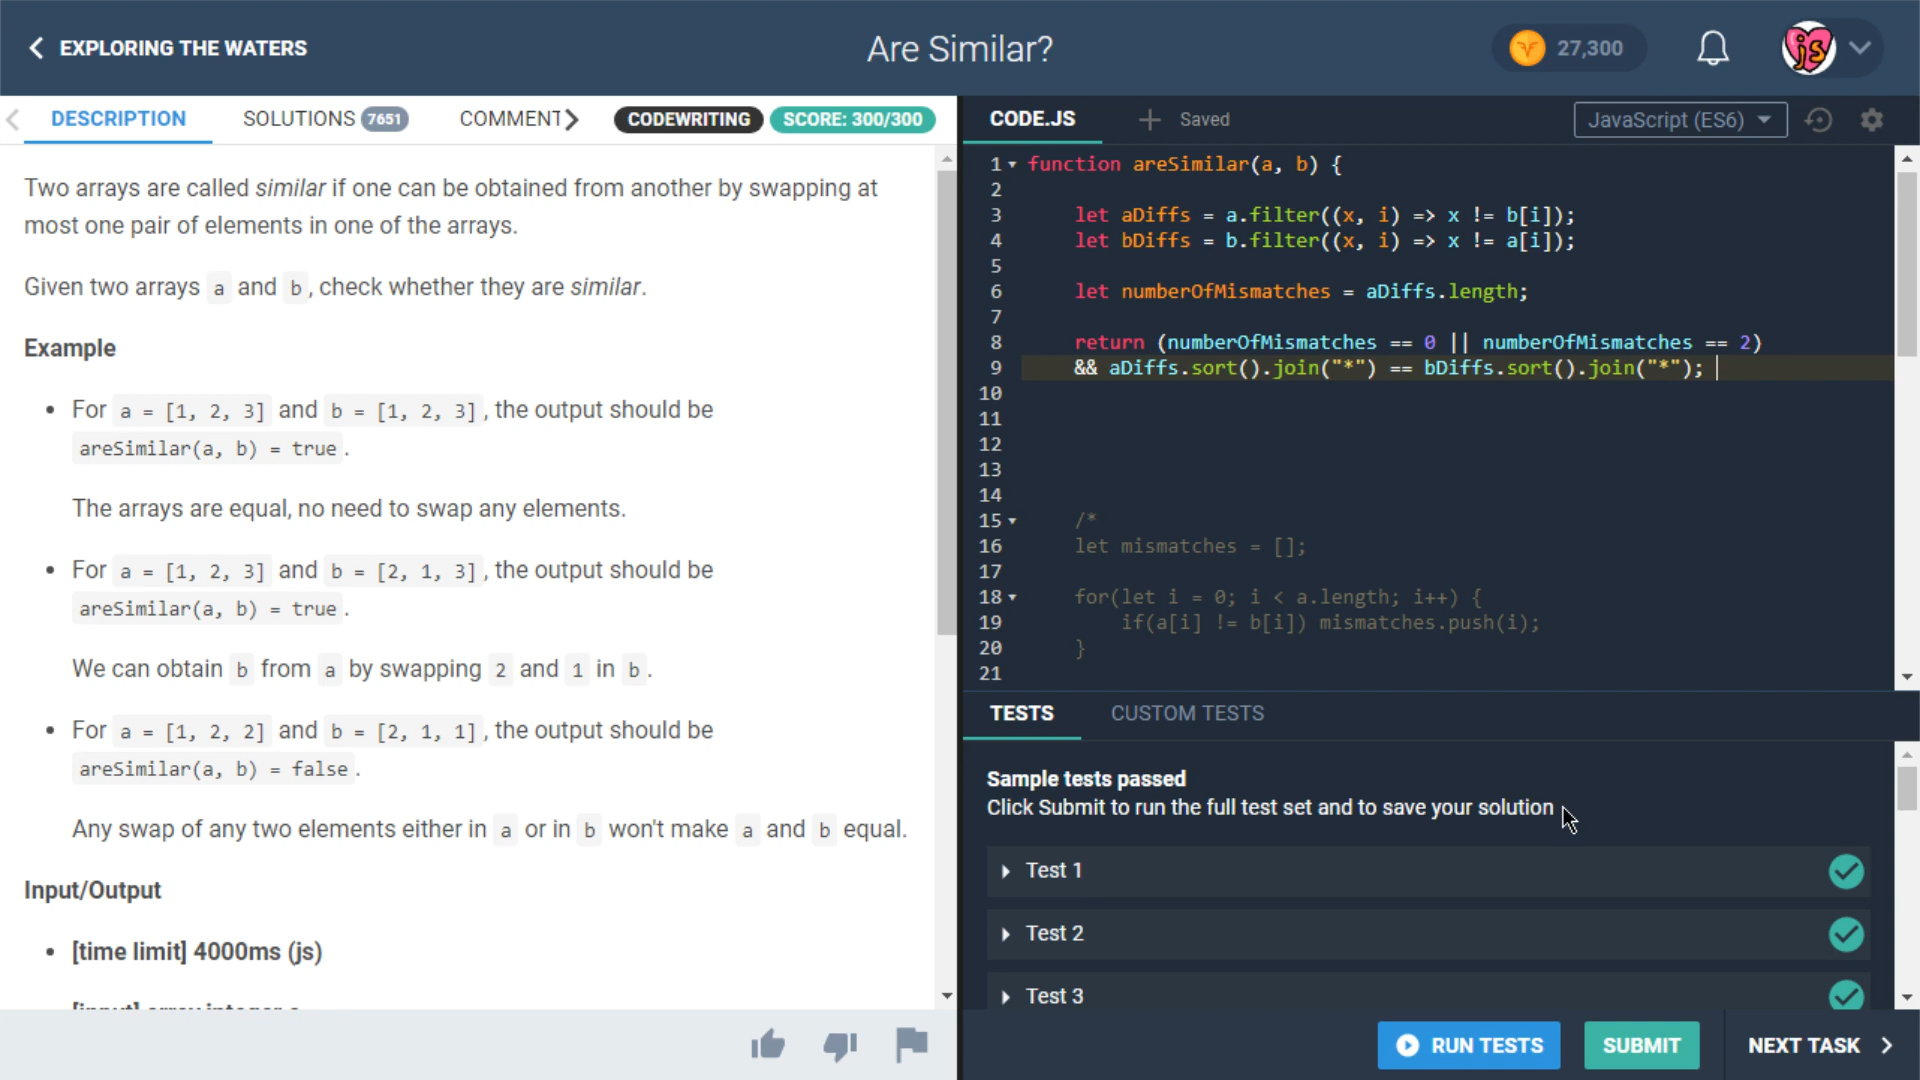 EXPLORING THE WATERS
Are Similar?
27,300
js
DESCRIPTION
SOLUTIONS 7651
COMMENT
CODEWRITING
SCORE: 300/300
Two arrays are called similar if one can be obtained from another by swapping at
most one pair of elements in one of the arrays.
Given two arrays a and b, check whether they are similar.
Example
• For a = [1, 2, 3] and b = [1, 2, 3], the output should be
areSimilar(a, b) = true.
The arrays are equal, no need to swap any elements.
• For a = [1, 2, 3] and b = [2, 1, 3], the output should be
areSimilar(a, b) = true.
We can obtain b from a by swapping 2 and 1 in b.
• For a = [1, 2, 2] and b = [2, 1, 1], the output should be
areSimilar(a, b) = false.
Any swap of any two elements either in a or in b won't make a and b equal.
Input/Output
• [time limit] 4000ms (js)
CODE.JS
+ Saved
JavaScript (ES6)
1 function areSimilar(a, b) {
2
3 let aDiffs = a.filter((x, i) => x != b[i]);
4 let bDiffs = b.filter((x, i) => x != a[i]);
5
6 let numberOfMismatches = aDiffs.length;
7
8 return (numberOfMismatches == 0 || numberOfMismatches == 2)
9 && aDiffs.sort().join("*") == bDiffs.sort().join("*");
10
11
12
13
14
15 /*
16 let mismatches = [];
17
18 for(let i = 0; i < a.length; i++) {
19 if(a[i] != b[i]) mismatches.push(i);
20 }
21
TESTS
CUSTOM TESTS
Sample tests passed
Click Submit to run the full test set and to save your solution
Test 1
Test 2
Test 3
RUN TESTS
SUBMIT
NEXT TASK